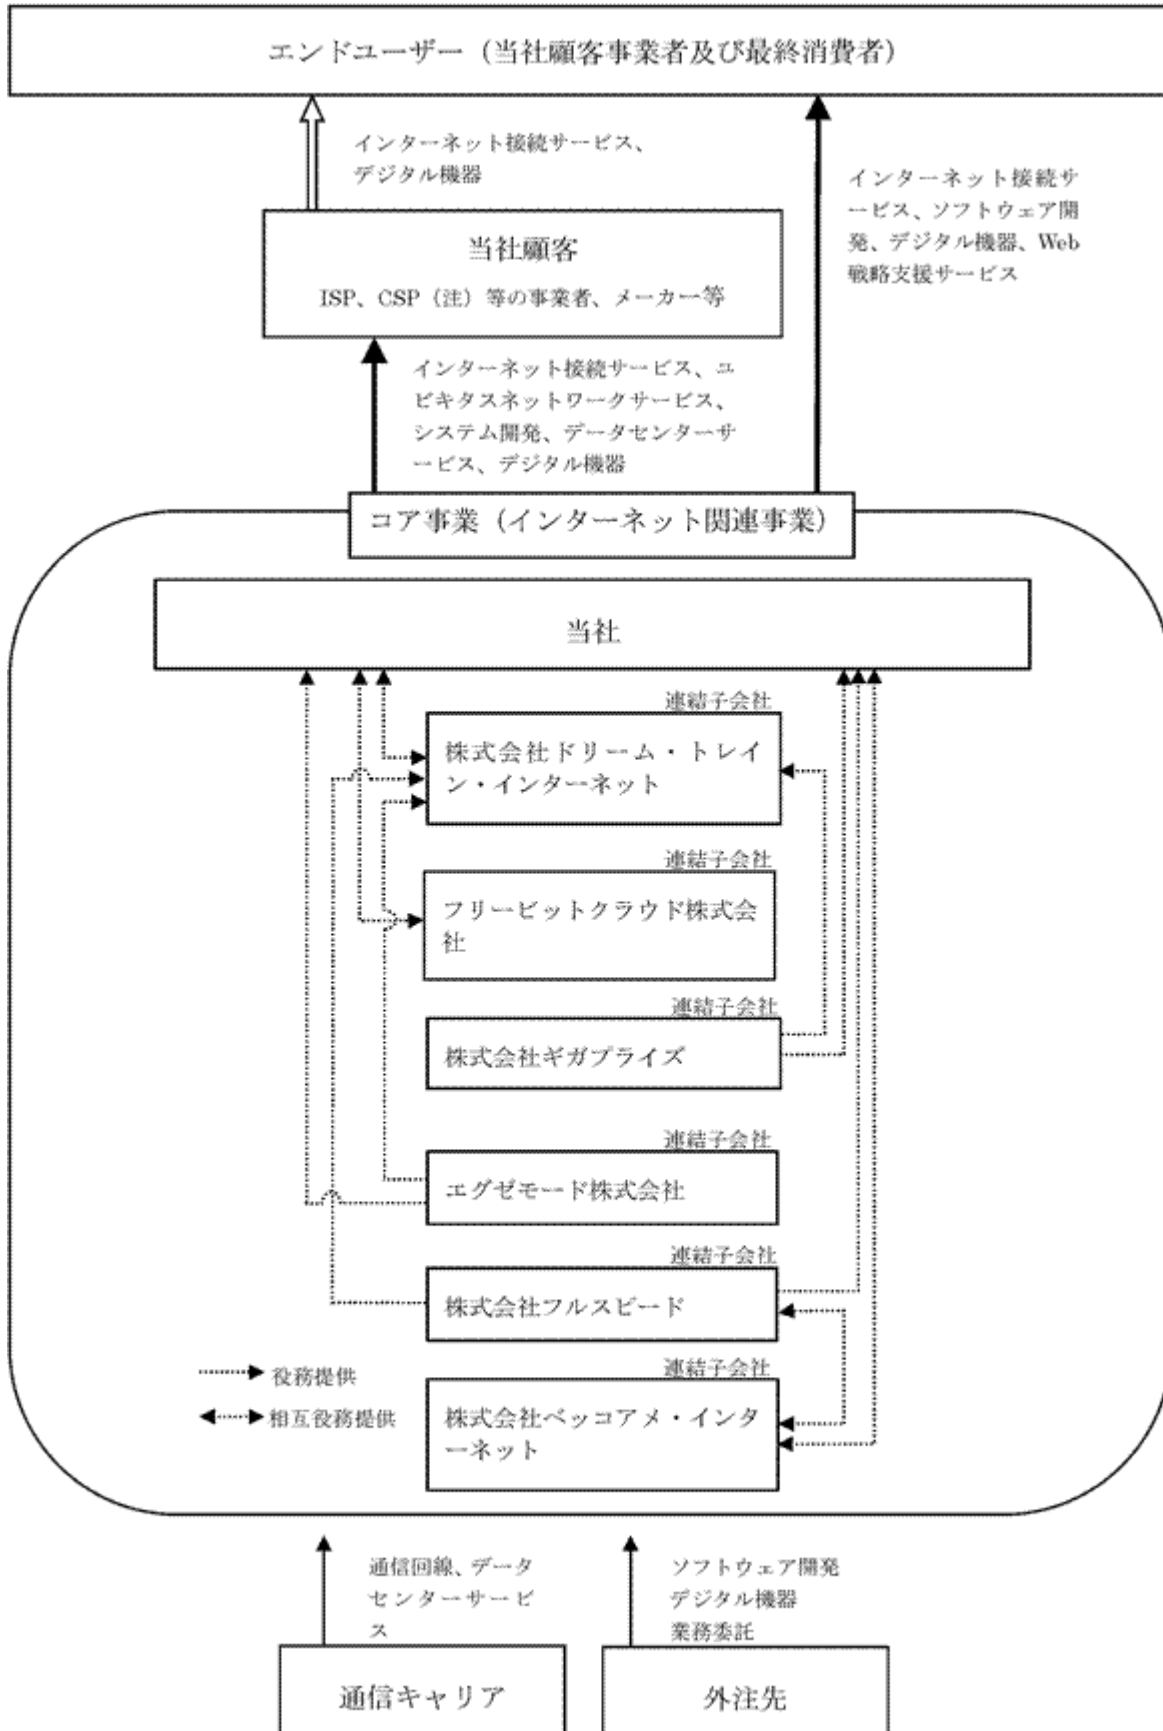 エンドユーザー（当社顧客事業者及び最終消費者）
インターネット接続サービス、
デジタル機器
インターネット接続サ
ービス、ソフトウェア開
発、デジタル機器、Web
戦略支援サービス
当社顧客
ISP、CSP（注）等の事業者、メーカー等
インターネット接続サービス、ユ
ビキタスネットワークサービス、
システム開発、データセンターサ
ービス、デジタル機器
コア事業（インターネット関連事業）
当社
連結子会社
株式会社ドリーム・トレイ
ン・インターネット
連結子会社
フリービットクラウド株式会
社
連結子会社
株式会社ギガプライズ
連結子会社
エグゼモード株式会社
連結子会社
株式会社フルスピード
連結子会社
株式会社ベッコアメ・インタ
ーネット
役務提供
相互役務提供
通信回線、データ
センターサービ
ス
ソフトウェア開発
デジタル機器
業務委託
通信キャリア
外注先